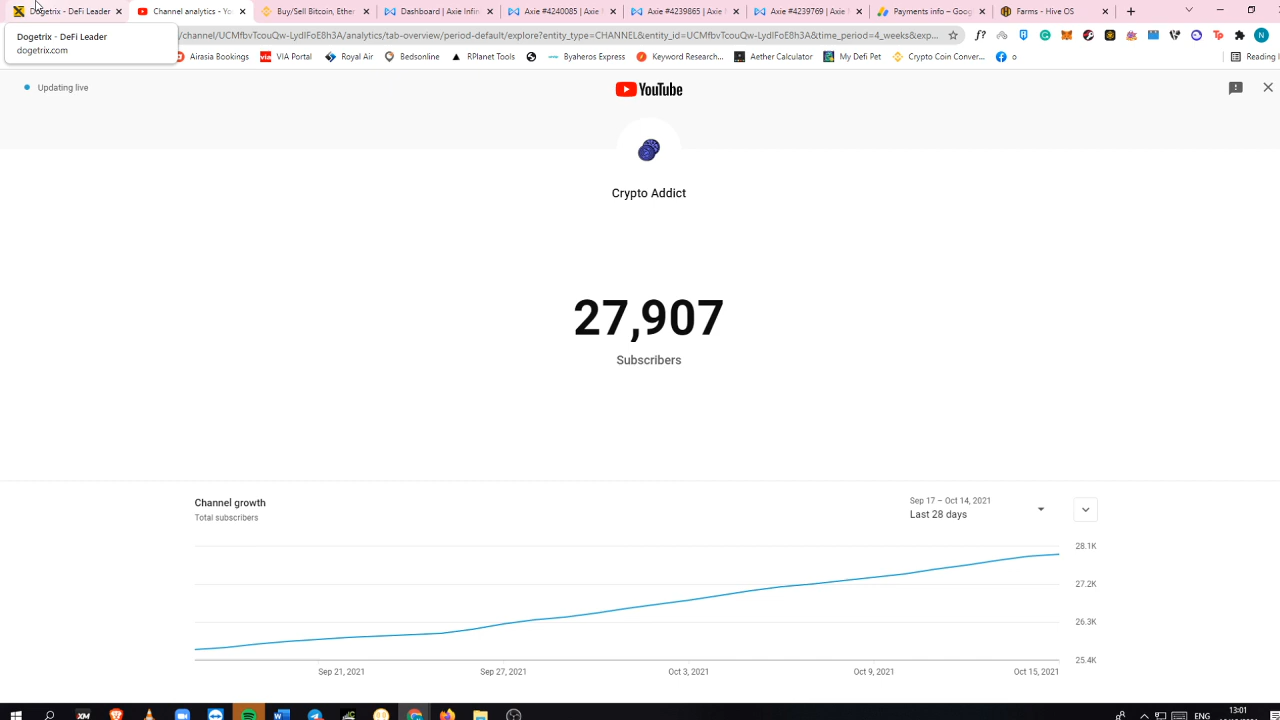 Dogetrix - DeFi Leader
Channel analytics - Yo
Buy/Sell Bitcoin, Ether
Dashboard | Axie Infir
Axie #4240085 | Axie
Axie #4239865 | Axie
Axie #4239769 | Axie
Payments info – Goog
Farms – Hive OS
Dogetrix - DeFi Leader
dogetrix.com
/channel/UCMfbvTcouQw-LydIFoE8h3A/analytics/tab-overview/period-default/explore?entity_type=CHANNEL&entity_id=UCMfbvTcouQw-LydIFoE8h3A&time_period=4_weeks&exp...
f?
N
Airasia Bookings
VIA Portal
Royal Air
Bedsonline
RPlanet Tools
Byaheros Express
Keyword Research...
Aether Calculator
My Defi Pet
Crypto Coin Conver...
o
Reading l
Updating live
YouTube
Crypto Addict
27,907
Subscribers
Channel growth
Total subscribers
Sep 17 – Oct 14, 2021
Last 28 days
28.1K
27.2K
26.3K
25.4K
Sep 21, 2021
Sep 27, 2021
Oct 3, 2021
Oct 9, 2021
Oct 15, 2021
XM
ENG
13:01